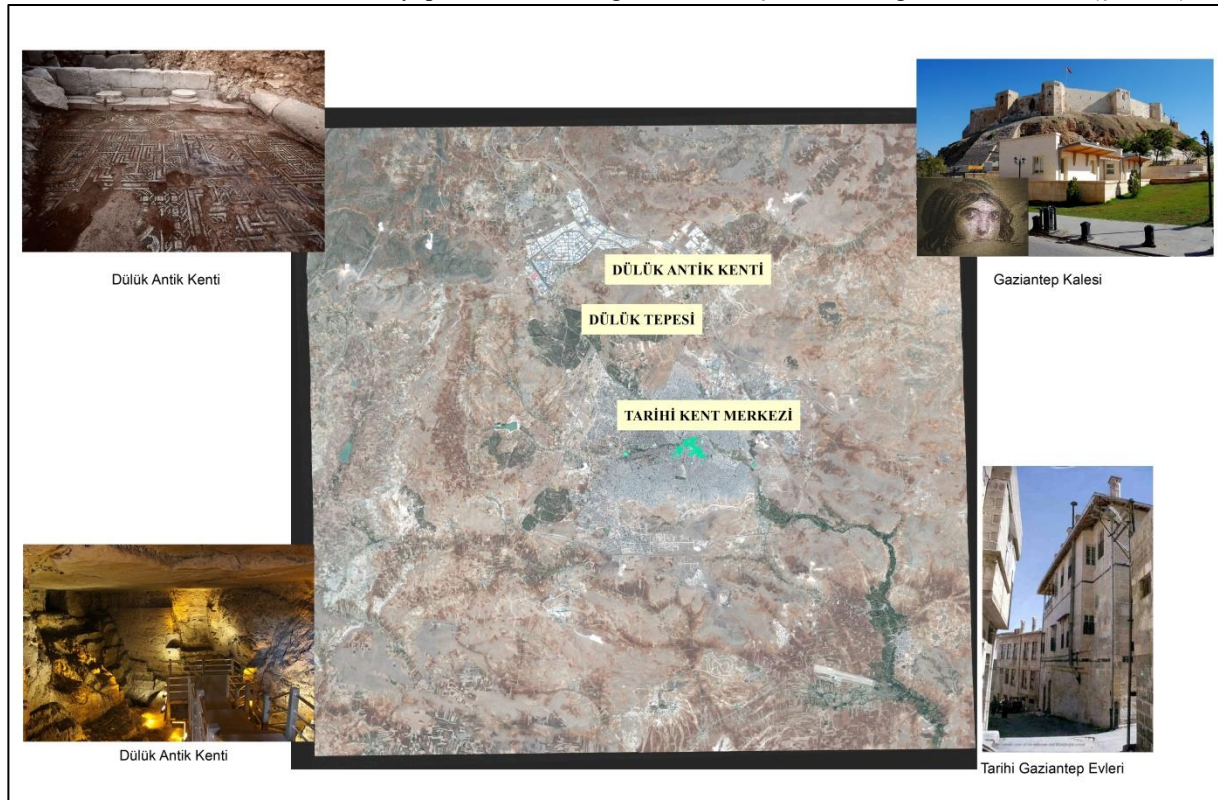 Dülük Antik Kenti
Gaziantep Kalesi
DÜLÜK ANTİK KENTİ
DÜLÜK TEPESİ
TARİHİ KENT MERKEZİ
Dülük Antik Kenti
Tarihi Gaziantep Evleri